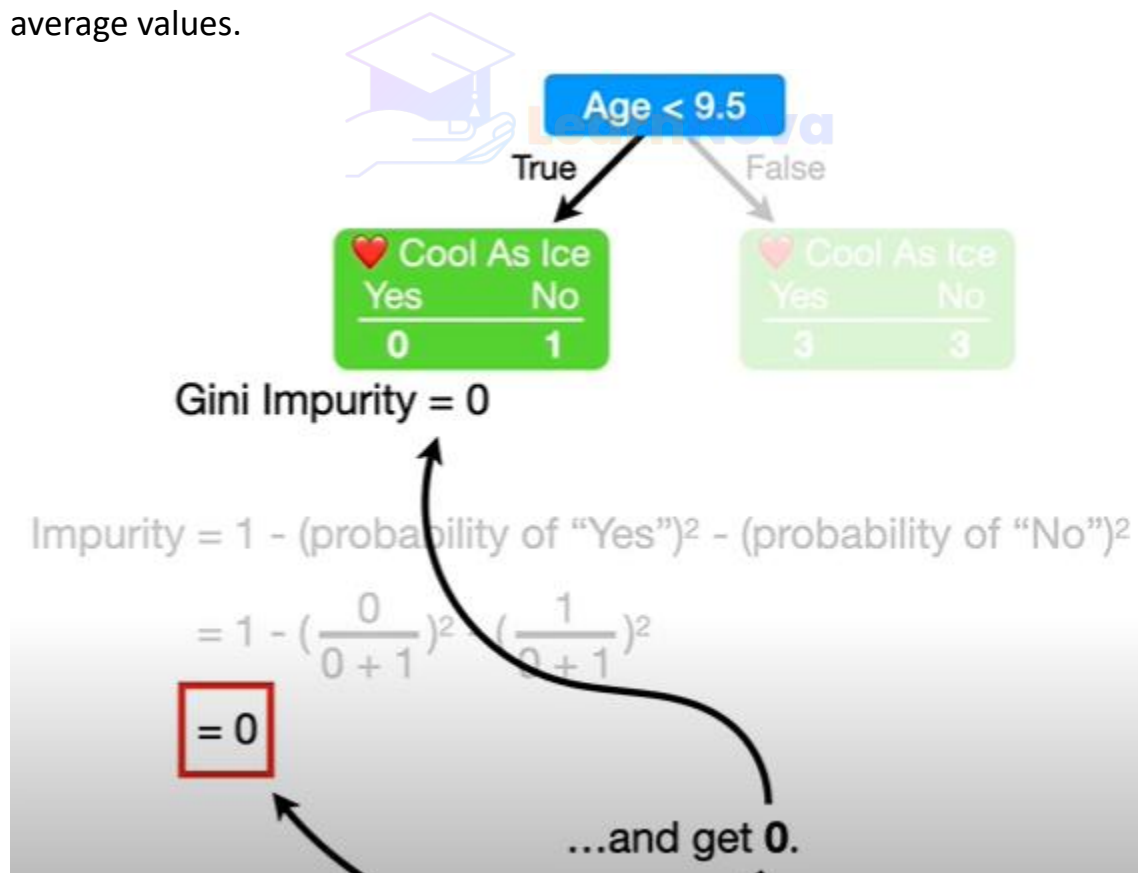 average values.
Age < 9.5
True False
❤️ Cool As Ice ❤️ Cool As Ice
Yes No Yes No
0 1 3 3
Gini Impurity = 0
Impurity = 1 - (probability of “Yes”)² - (probability of “No”)²
= 1 - (0/(0 + 1))² - (1/(0 + 1))²
= 0
...and get 0.